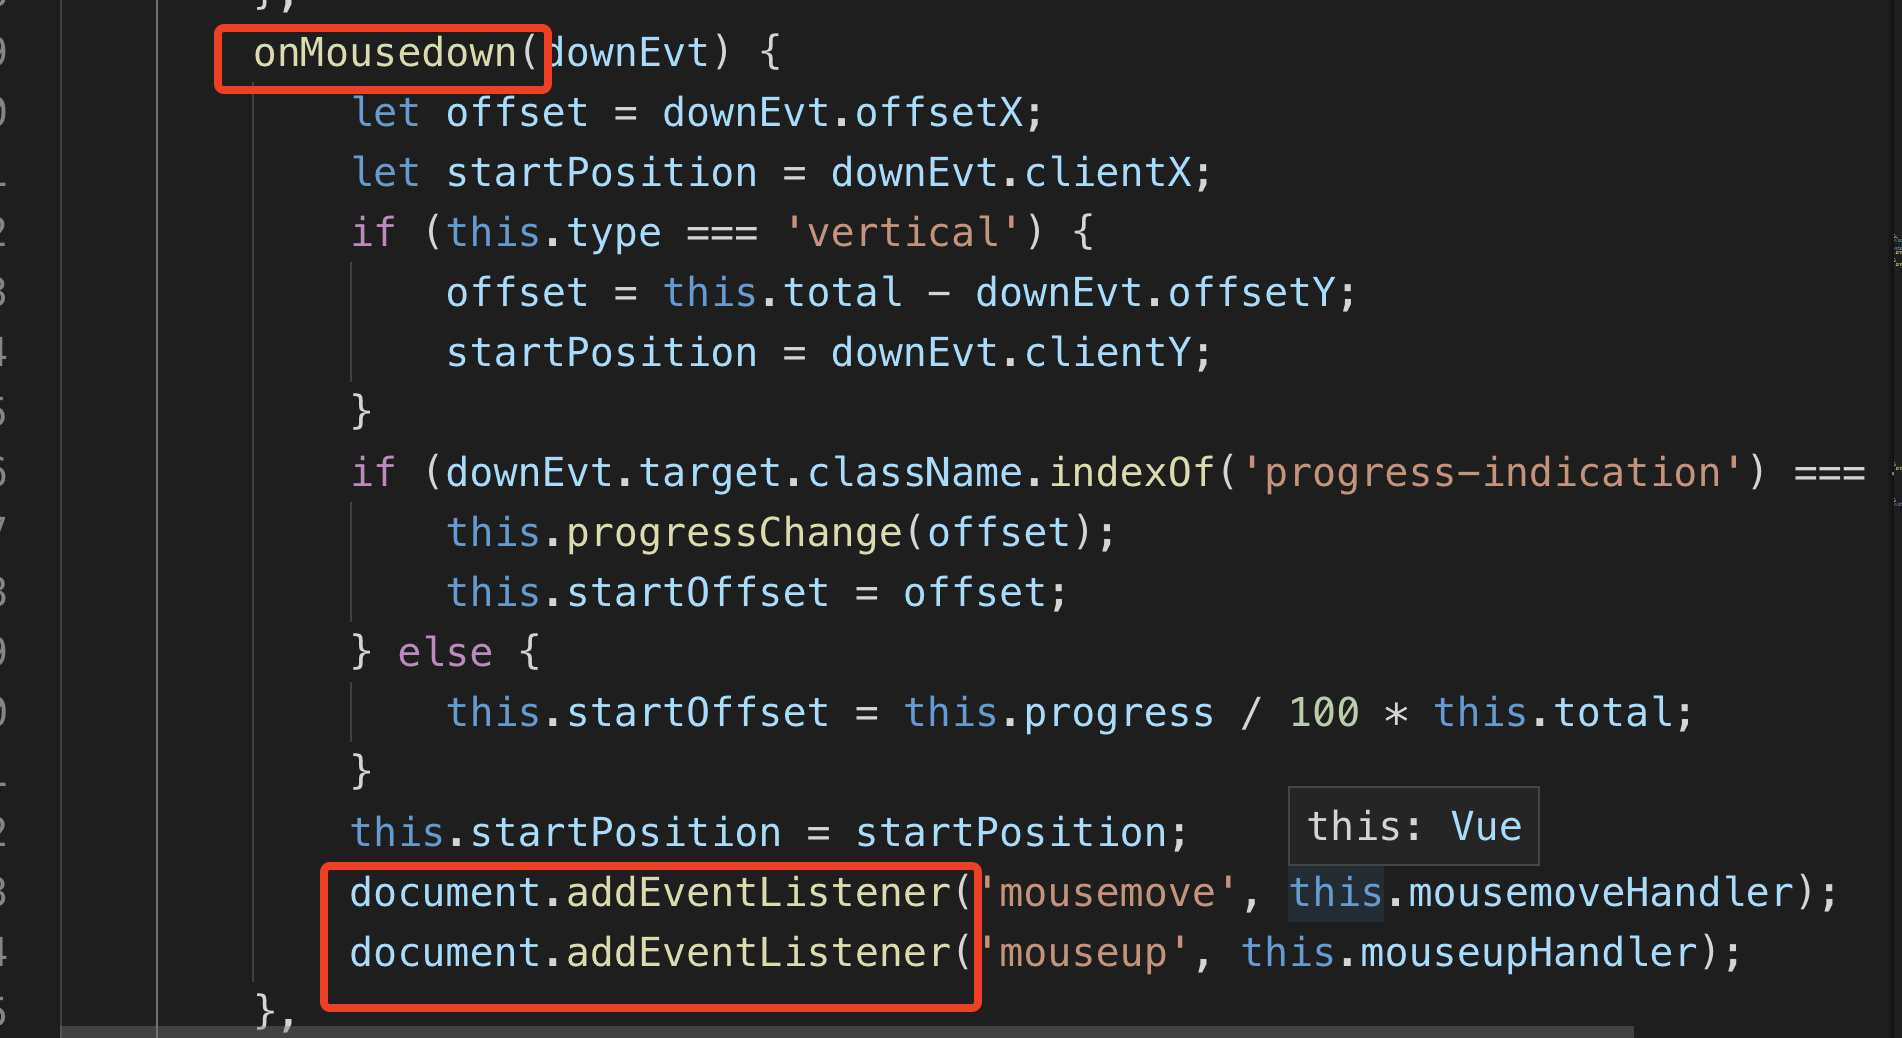 onMousedown(downEvt) {
let offset = downEvt.offsetX;
let startPosition = downEvt.clientX;
if (this.type === 'vertical') {
offset = this.total - downEvt.offsetY;
startPosition = downEvt.clientY;
}
if (downEvt.target.className.indexOf('progress-indication') ===
this.progressChange(offset);
this.startOffset = offset;
} else {
this.startOffset = this.progress / 100 * this.total;
}
this: Vue
this.startPosition = startPosition;
document.addEventListener('mousemove', this.mousemoveHandler);
document.addEventListener('mouseup', this.mouseupHandler);
},